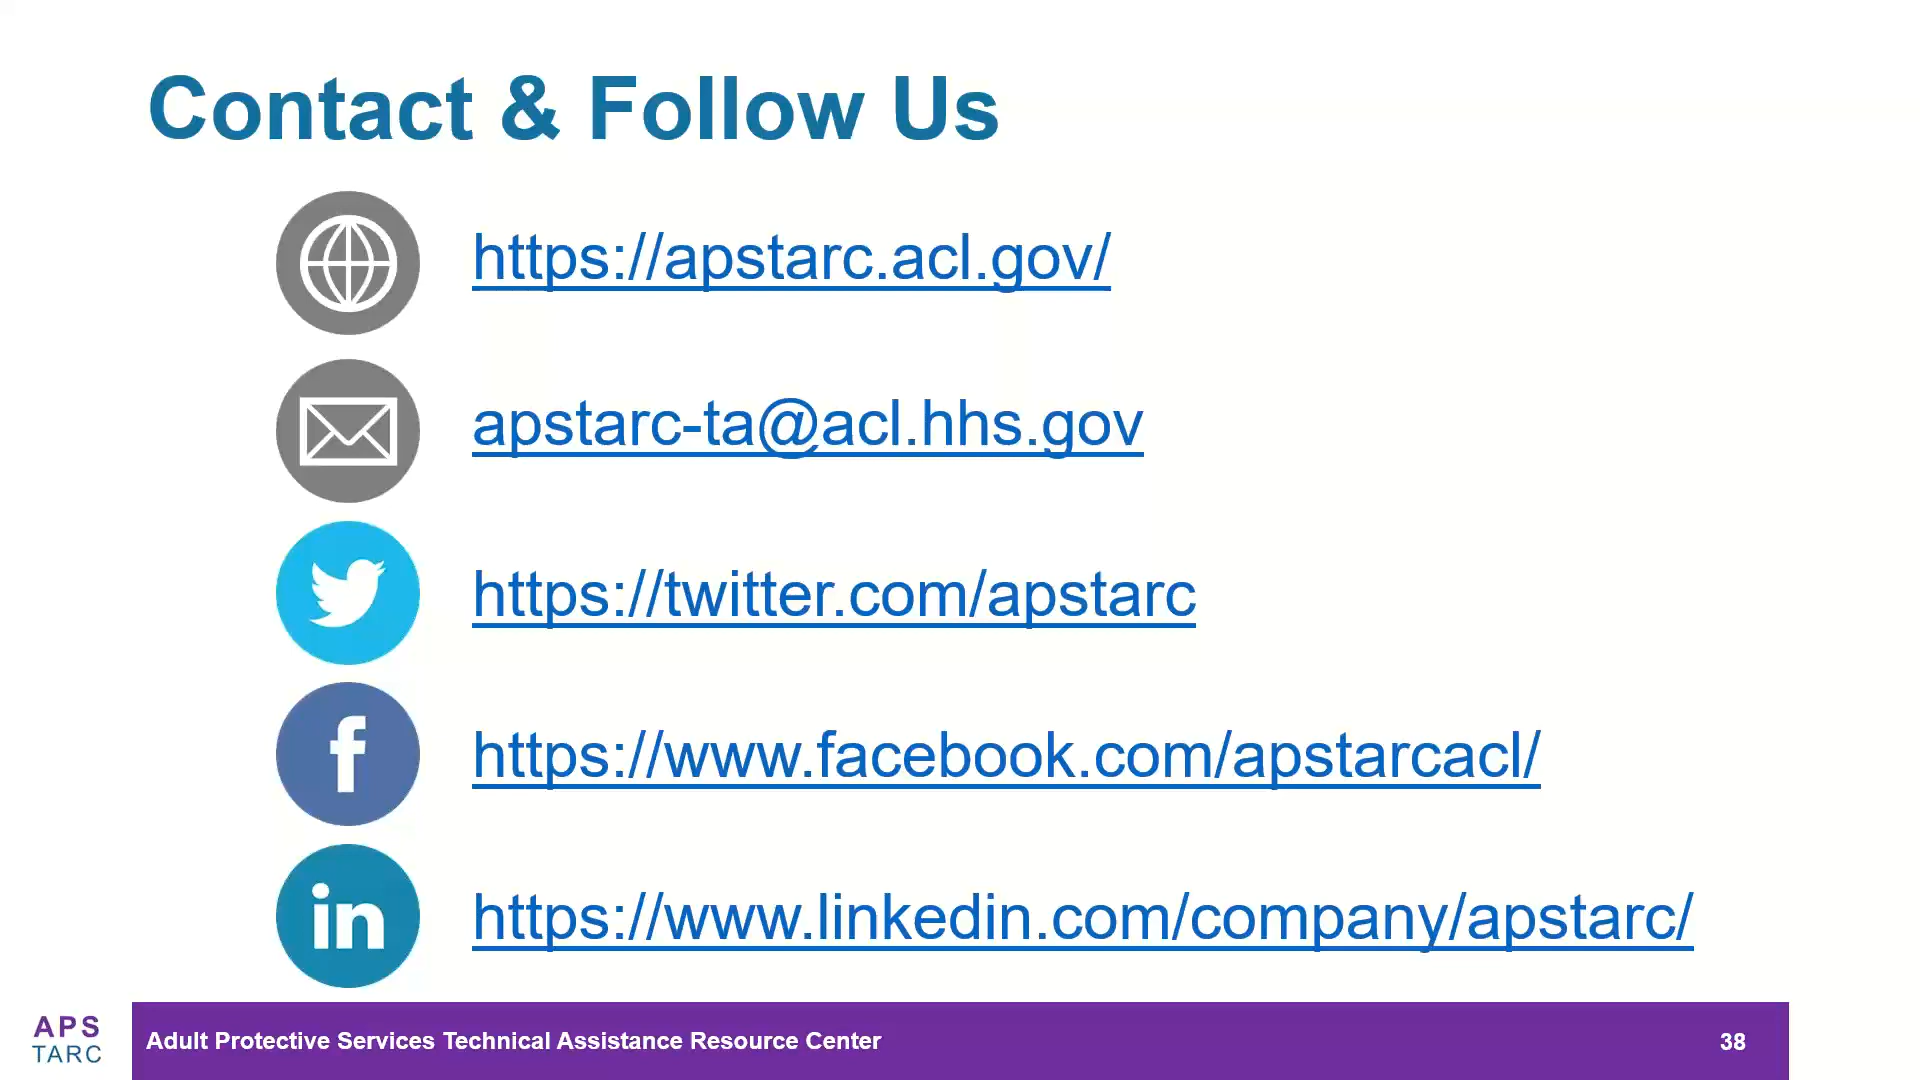 Contact & Follow Us
https://apstarc.acl.gov/
apstarc-ta@acl.hhs.gov
https://twitter.com/apstarc
f
https://www.facebook.com/apstarcacl/
in
https://www.linkedin.com/company/apstarc/
APS
TARC
Adult Protective Services Technical Assistance Resource Center
38